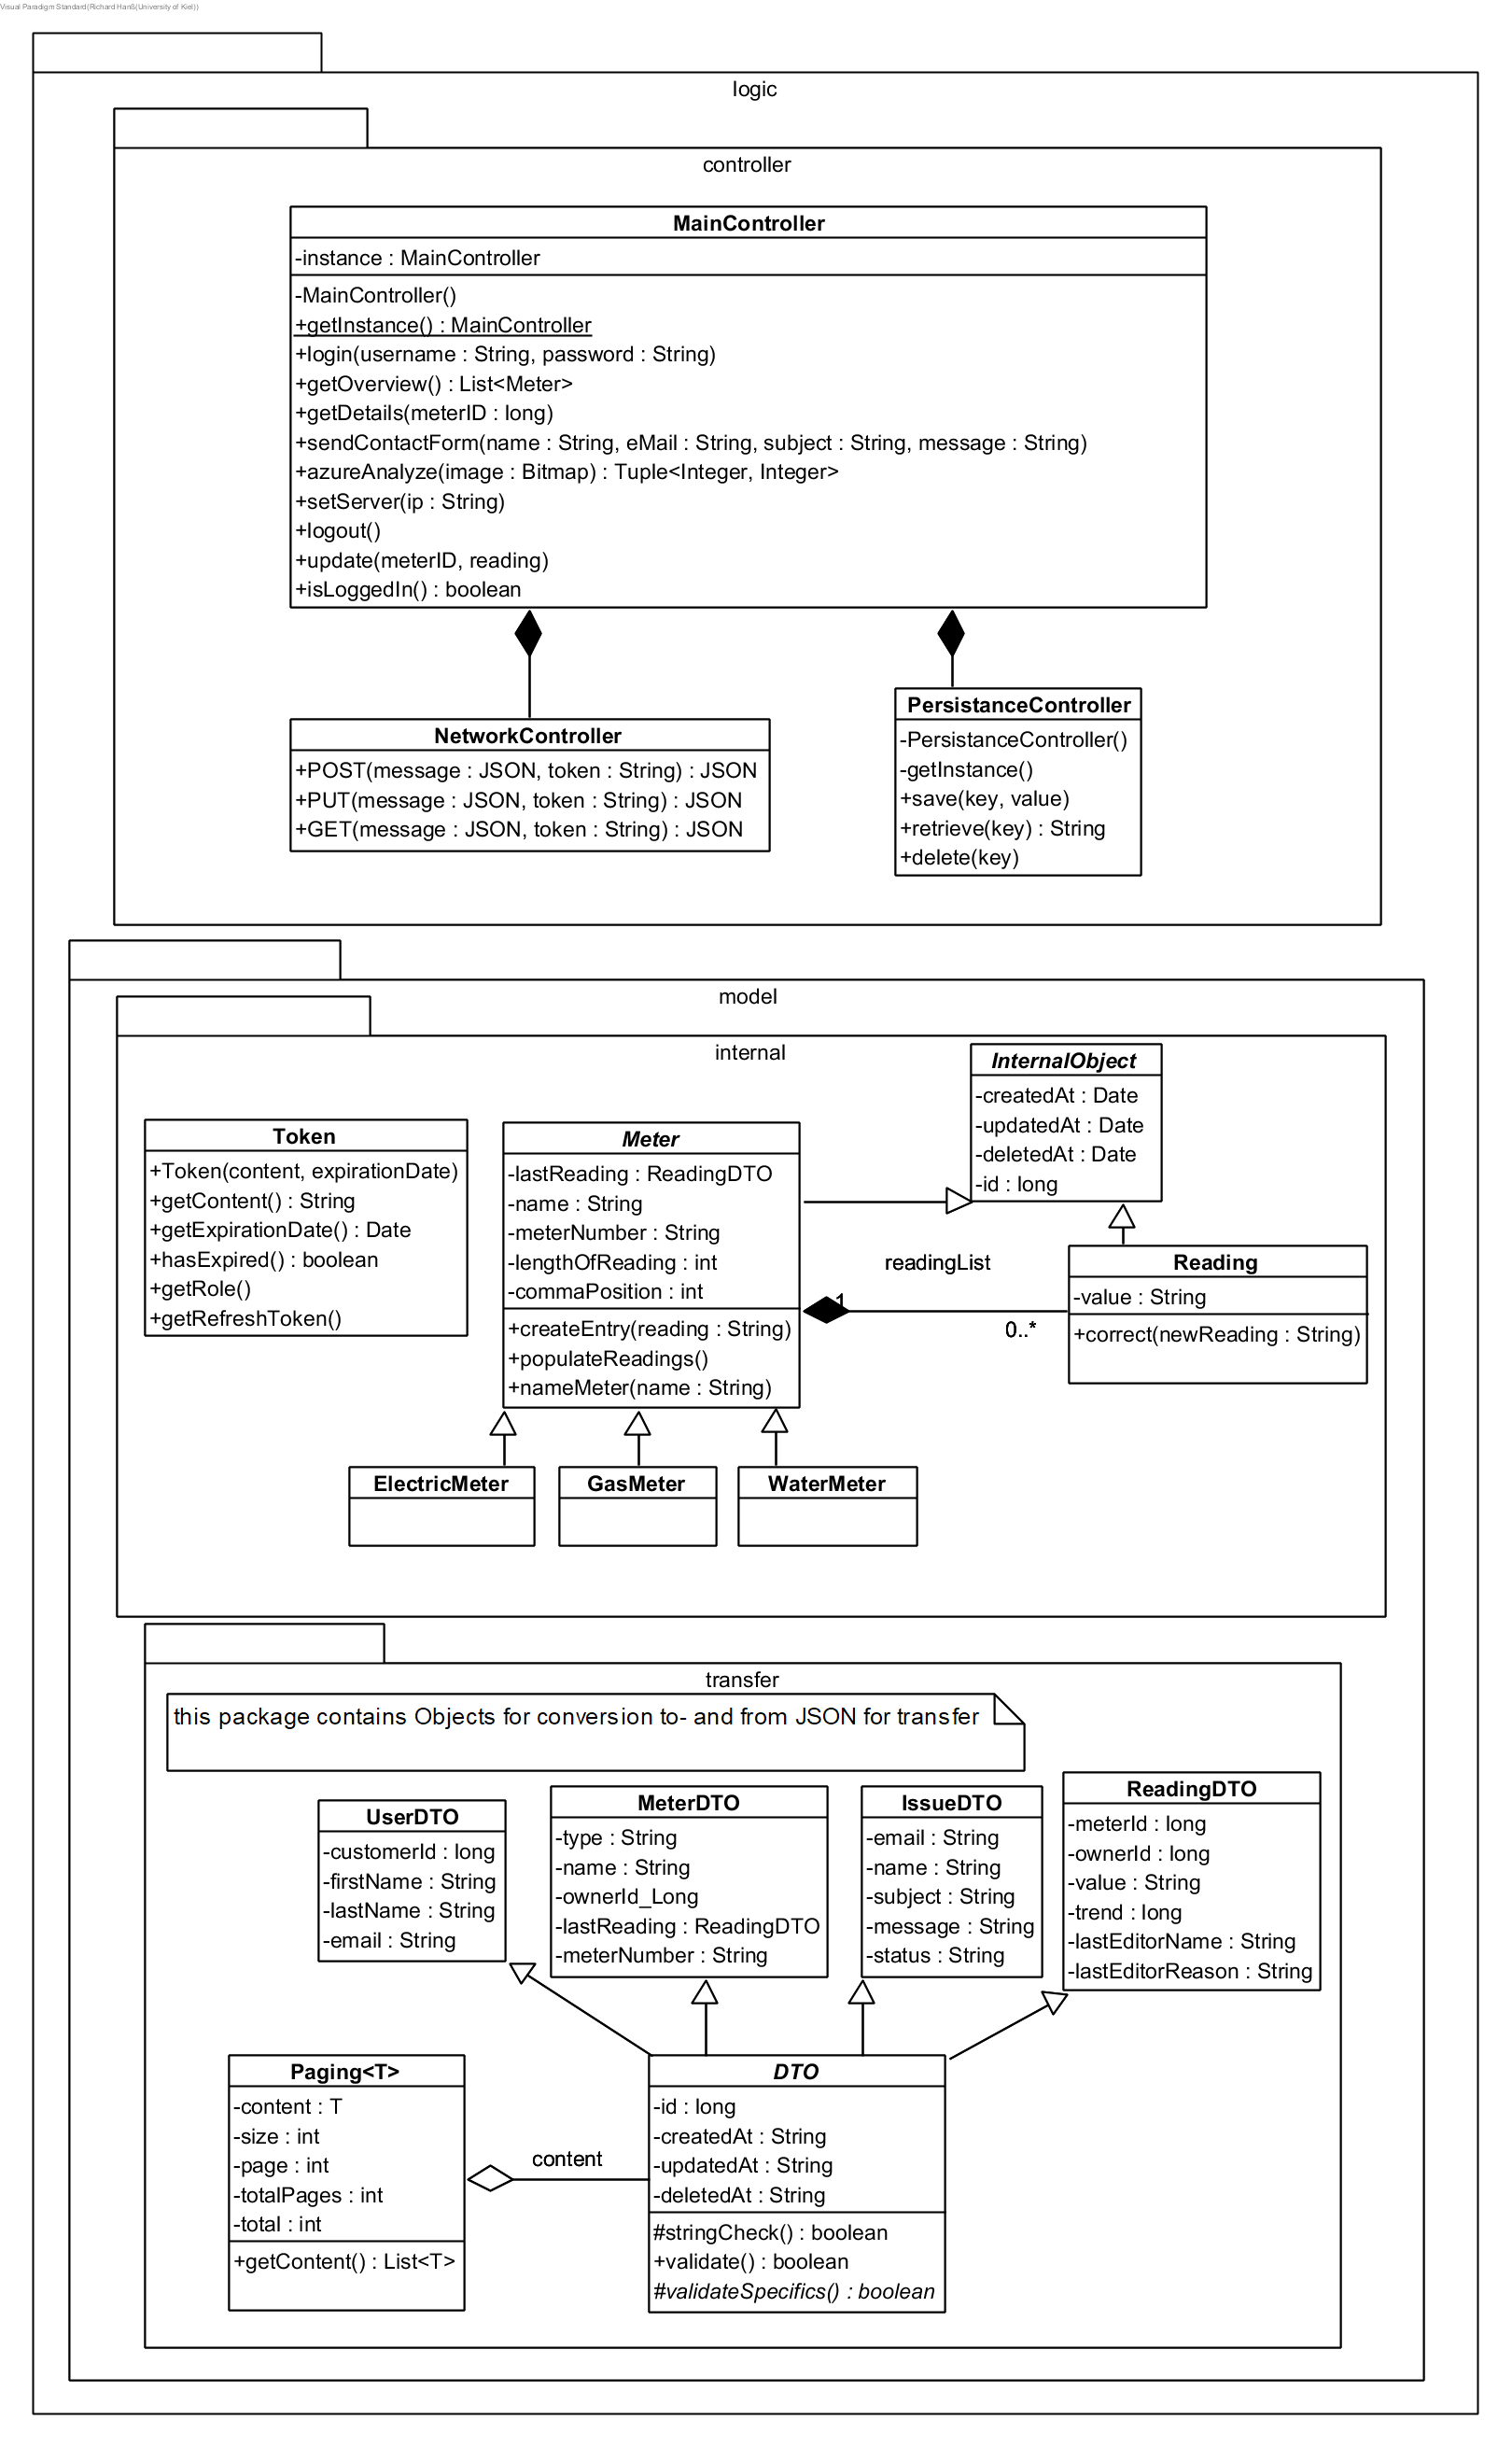 Visual Paradigm Standard(Richard Hanß(University of Kiel))
logic
controller
MainController
-instance : MainController
-MainController()
+getInstance() : MainController
+login(username : String, password : String)
+getOverview() : List<Meter>
+getDetails(meterID : long)
+sendContactForm(name : String, eMail : String, subject : String, message : String)
+azureAnalyze(image : Bitmap) : Tuple<Integer, Integer>
+setServer(ip : String)
+logout()
+update(meterID, reading)
+isLoggedIn() : boolean
NetworkController
+POST(message : JSON, token : String) : JSON
+PUT(message : JSON, token : String) : JSON
+GET(message : JSON, token : String) : JSON
PersistanceController
-PersistanceController()
-getInstance()
+save(key, value)
+retrieve(key) : String
+delete(key)
model
internal
InternalObject
-createdAt : Date
-updatedAt : Date
-deletedAt : Date
-id : long
Token
+Token(content, expirationDate)
+getContent() : String
+getExpirationDate() : Date
+hasExpired() : boolean
+getRole()
+getRefreshToken()
Meter
-lastReading : ReadingDTO
-name : String
-meterNumber : String
-lengthOfReading : int
-commaPosition : int
+createEntry(reading : String)
+populateReadings()
+nameMeter(name : String)
readingList
1
0..*
Reading
-value : String
+correct(newReading : String)
ElectricMeter
GasMeter
WaterMeter
transfer
this package contains Objects for conversion to- and from JSON for transfer
UserDTO
-customerId : long
-firstName : String
-lastName : String
-email : String
MeterDTO
-type : String
-name : String
-ownerId_Long
-lastReading : ReadingDTO
-meterNumber : String
IssueDTO
-email : String
-name : String
-subject : String
-message : String
-status : String
ReadingDTO
-meterId : long
-ownerId : long
-value : String
-trend : long
-lastEditorName : String
-lastEditorReason : String
Paging<T>
-content : T
-size : int
-page : int
-totalPages : int
-total : int
+getContent() : List<T>
content
DTO
-id : long
-createdAt : String
-updatedAt : String
-deletedAt : String
#stringCheck() : boolean
+validate() : boolean
#validateSpecifics() : boolean